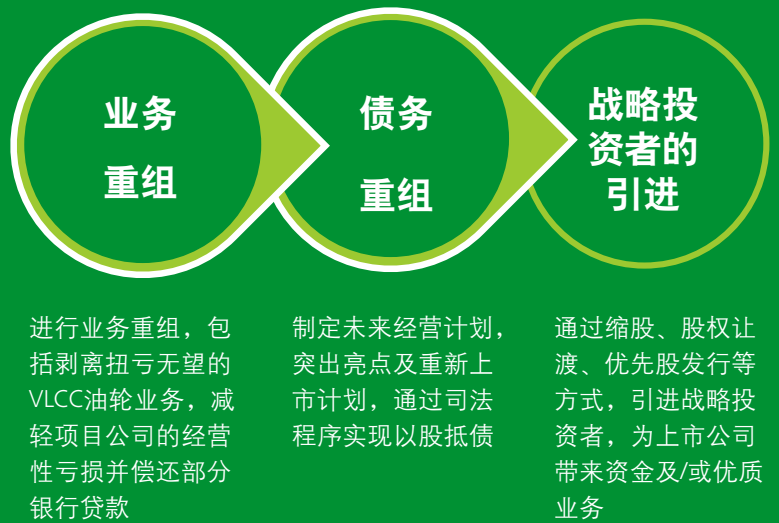 业务
重组
债务
重组
战略投
资者的
引进
进行业务重组，包
括剥离扭亏无望的
VLCC油轮业务，减
轻项目公司的经营
性亏损并偿还部分
银行贷款
制定未来经营计划，
突出亮点及重新上
市计划，通过司法
程序实现以股抵债
通过缩股、股权让
渡、优先股发行等
方式，引进战略投
资者，为上市公司
带来资金及/或优质
业务